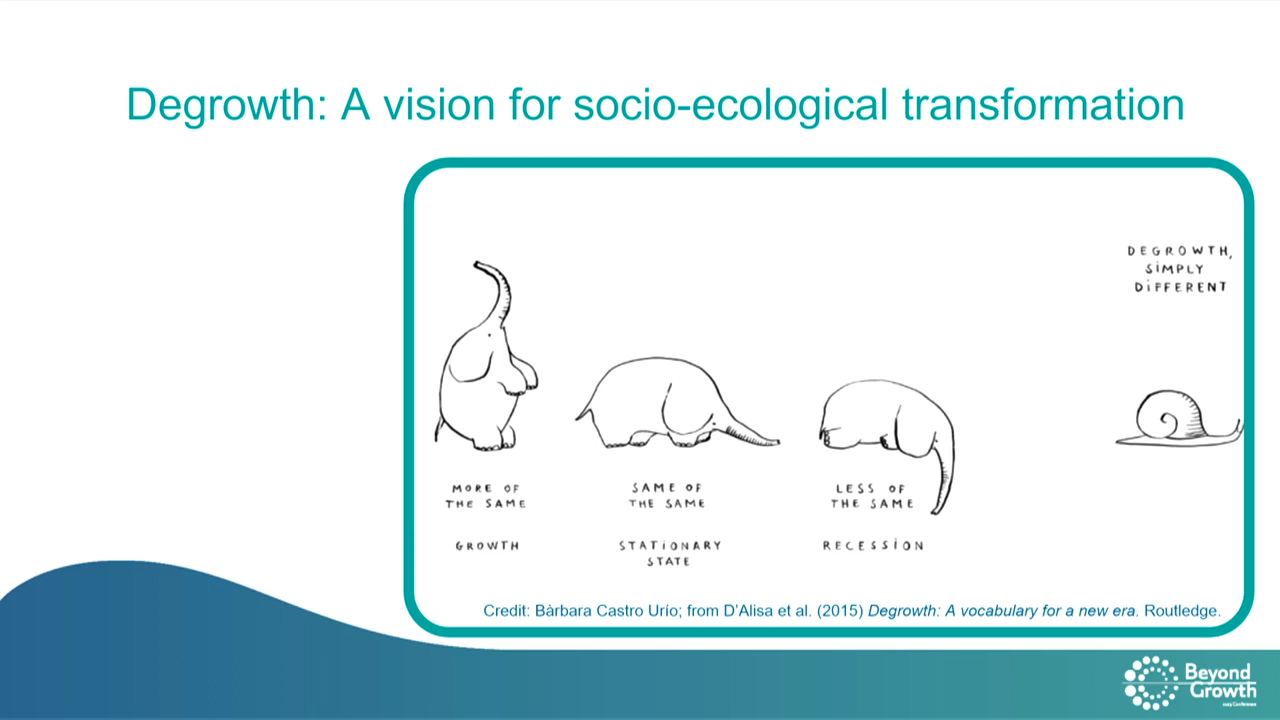 Degrowth: A vision for socio-ecological transformation
DEGROWTH,
SIMPLY
DIFFERENT
MORE OF
THE SAME
SAME OF
THE SAME
LESS OF
THE SAME
GROWTH
STATIONARY
STATE
RECESSION
Credit: Bàrbara Castro Urío; from D'Alisa et al. (2015) Degrowth: A vocabulary for a new era. Routledge.
Beyond
Growth
2023 Conference